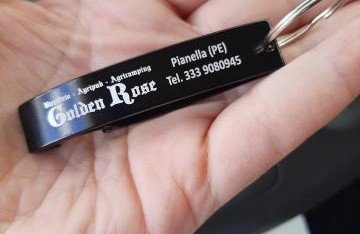 Birrificio - Agripub - Agricamping
Golden Rose
Pianella (PE)
Tel. 333 9080945